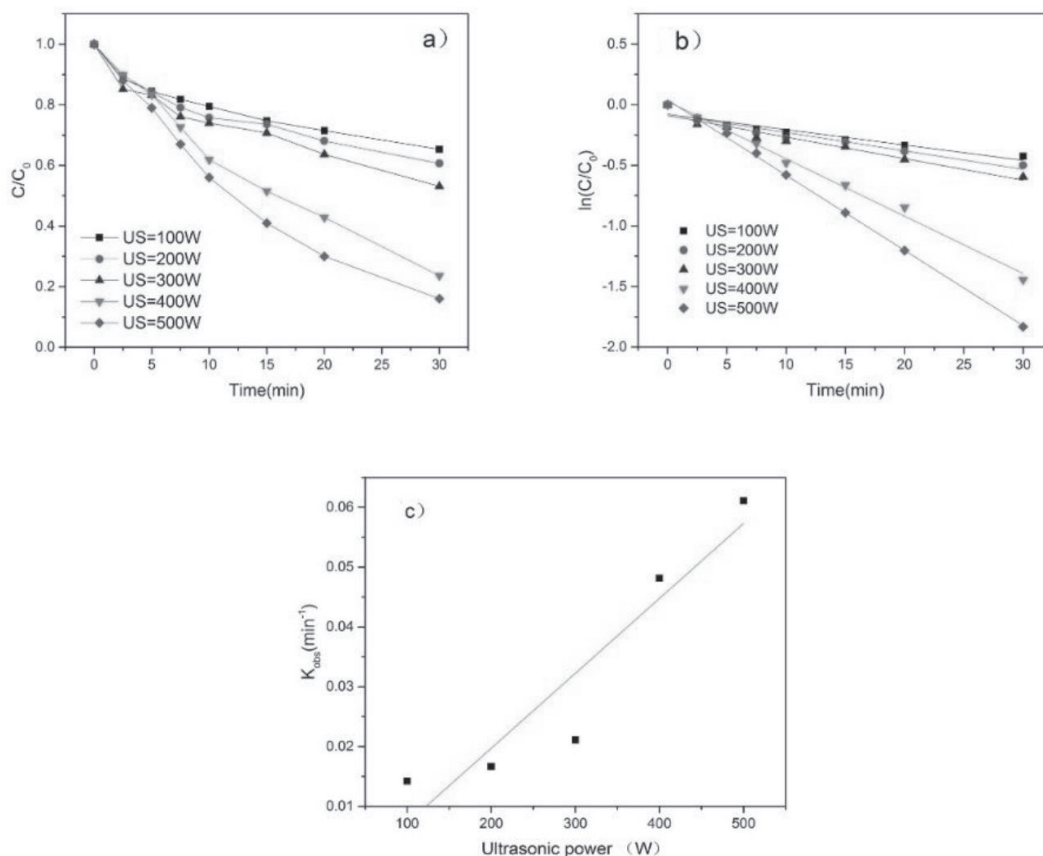 a)
1.0
0.8
0.6
0.4
0.2
0.0
C/C₀
US=100W
US=200W
US=300W
US=400W
US=500W
0 5 10 15 20 25 30
Time(min)
b)
0.5
0.0
-0.5
-1.0
-1.5
-2.0
ln(C/C₀)
US=100W
US=200W
US=300W
US=400W
US=500W
0 5 10 15 20 25 30
Time(min)
c)
0.06
0.05
0.04
0.03
0.02
0.01
K_obs(min⁻¹)
100 200 300 400 500
Ultrasonic power (W)